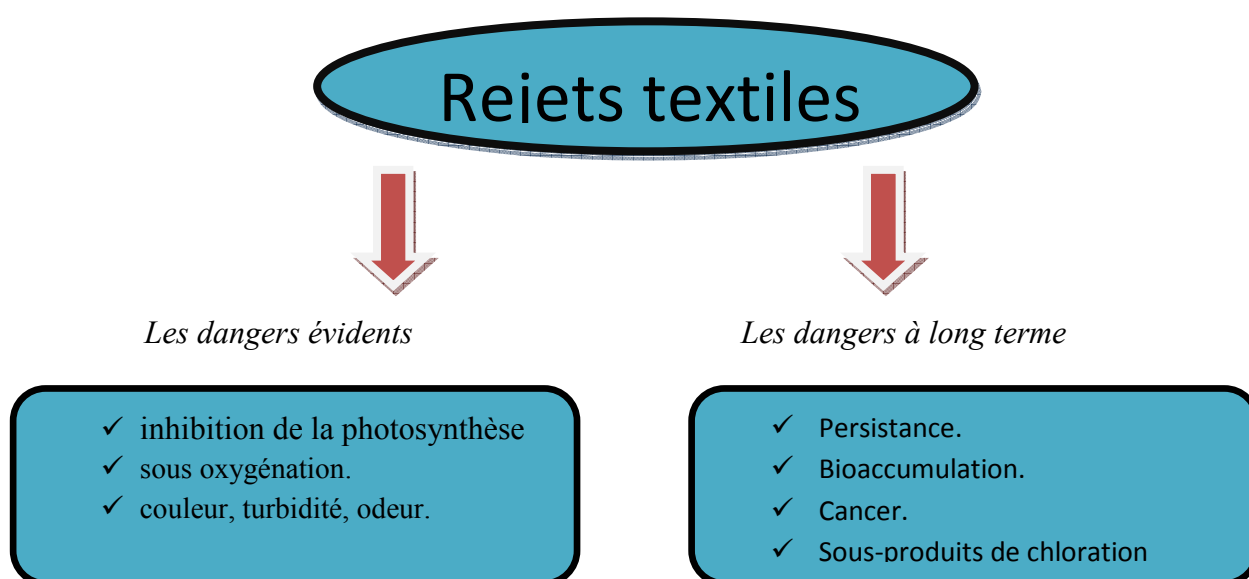 Rejets textiles
Les dangers évidents
✓ inhibition de la photosynthèse
✓ sous oxygénation.
✓ couleur, turbidité, odeur.
Les dangers à long terme
✓ Persistance.
✓ Bioaccumulation.
✓ Cancer.
✓ Sous-produits de chloration